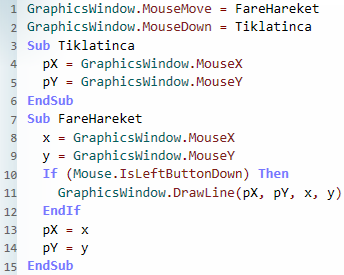 1 GraphicsWindow.MouseMove = FareHareket
2 GraphicsWindow.MouseDown = Tiklatinca
3 Sub Tiklatinca
4 pX = GraphicsWindow.MouseX
5 pY = GraphicsWindow.MouseY
6 EndSub
7 Sub FareHareket
8 x = GraphicsWindow.MouseX
9 y = GraphicsWindow.MouseY
10 If (Mouse.IsLeftButtonDown) Then
11 GraphicsWindow.DrawLine(pX, pY, x, y)
12 EndIf
13 pX = x
14 pY = y
15 EndSub